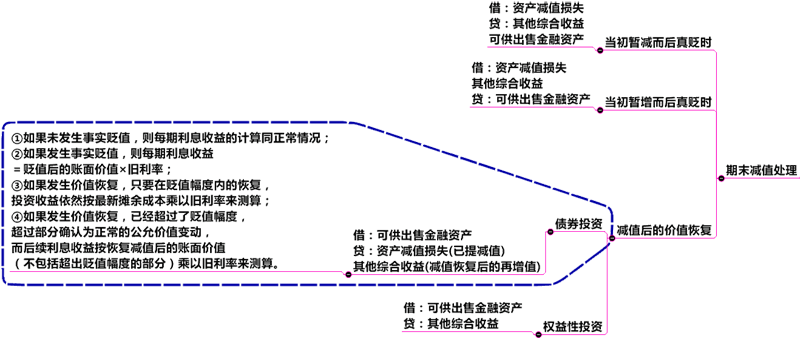 借：资产减值损失
贷：其他综合收益
可供出售金融资产
当初暂减而后真贬时
借：资产减值损失
其他综合收益
贷：可供出售金融资产
当初暂增而后真贬时
期末减值处理
①如果未发生事实贬值，则每期利息收益的计算同正常情况；
②如果发生事实贬值，则每期利息收益
＝贬值后的账面价值×旧利率；
③如果发生价值恢复，只要在贬值幅度内的恢复，
投资收益依然按最新摊余成本乘以旧利率来测算；
④如果发生价值恢复，已经超过了贬值幅度，
超过部分确认为正常的公允价值变动，
而后续利息收益按恢复减值后的账面价值
（不包括超出贬值幅度的部分）乘以旧利率来测算。
借：可供出售金融资产
贷：资产减值损失(已提减值)
其他综合收益(减值恢复后的再增值)
债券投资
减值后的价值恢复
借：可供出售金融资产
贷：其他综合收益
权益性投资